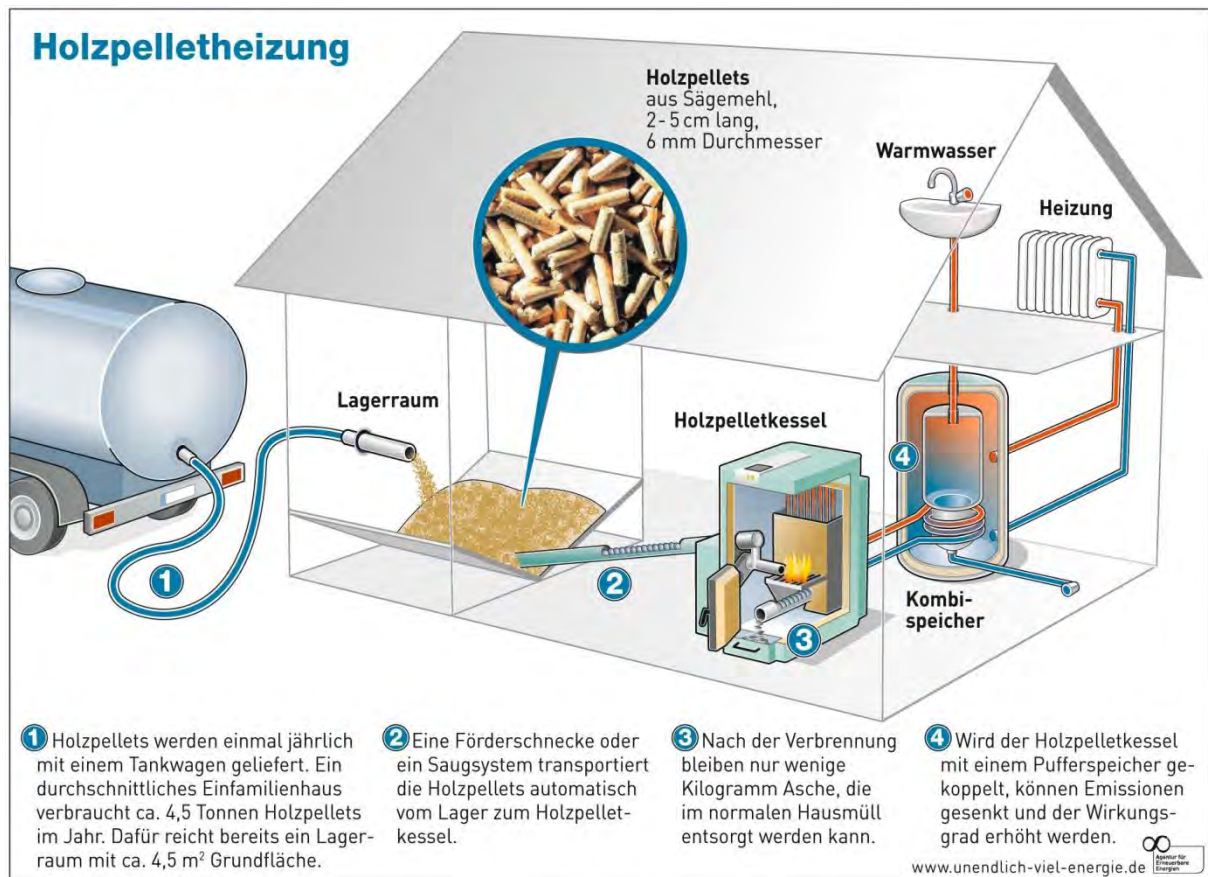 Holzpelletheizung
Holzpellets
aus Sägemehl,
2-5 cm lang,
6 mm Durchmesser
Warmwasser
Heizung
Lagerraum
Holzpelletkessel
4
1
2
3
Kombi-
speicher
1 Holzpellets werden einmal jährlich
mit einem Tankwagen geliefert. Ein
durchschnittliches Einfamilienhaus
verbraucht ca. 4,5 Tonnen Holzpellets
im Jahr. Dafür reicht bereits ein Lager-
raum mit ca. 4,5 m² Grundfläche.
2 Eine Förderschnecke oder
ein Saugsystem transportiert
die Holzpellets automatisch
vom Lager zum Holzpellet-
kessel.
3 Nach der Verbrennung
bleiben nur wenige
Kilogramm Asche, die
im normalen Hausmüll
entsorgt werden kann.
4 Wird der Holzpelletkessel
mit einem Pufferspeicher ge-
koppelt, können Emissionen
gesenkt und der Wirkungs-
grad erhöht werden.
www.unendlich-viel-energie.de
Agentur für
Erneuerbare
Energien